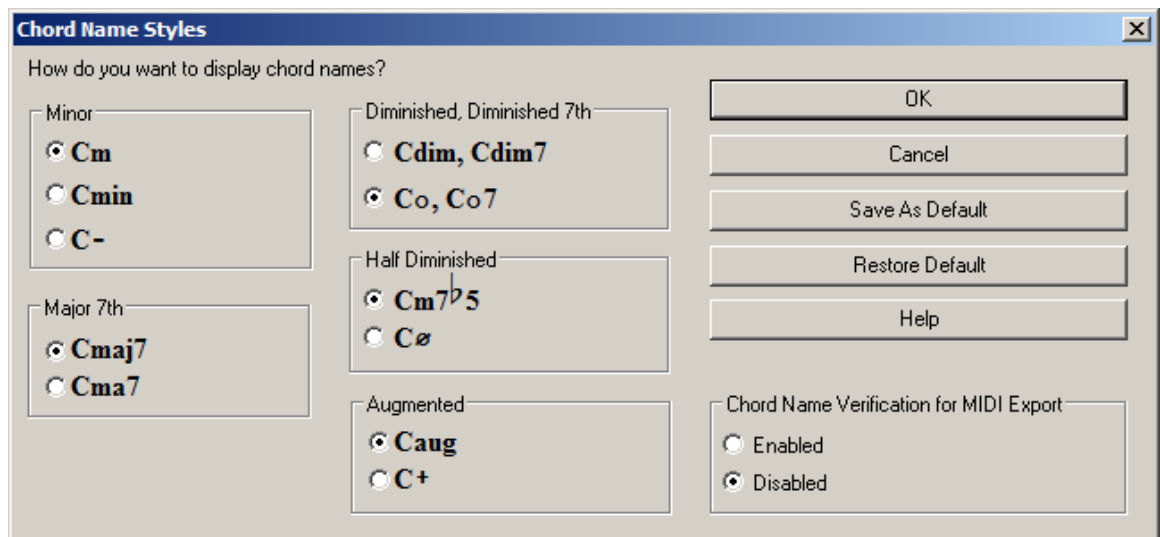 Chord Name Styles
How do you want to display chord names?
Minor
Cm
Cmin
C-
Major 7th
Cmaj7
Cma7
Diminished, Diminished 7th
Cdim, Cdim7
Co, Co7
Half Diminished
Cm7♭5
Cø
Augmented
Caug
C+
OK
Cancel
Save As Default
Restore Default
Help
Chord Name Verification for MIDI Export
Enabled
Disabled